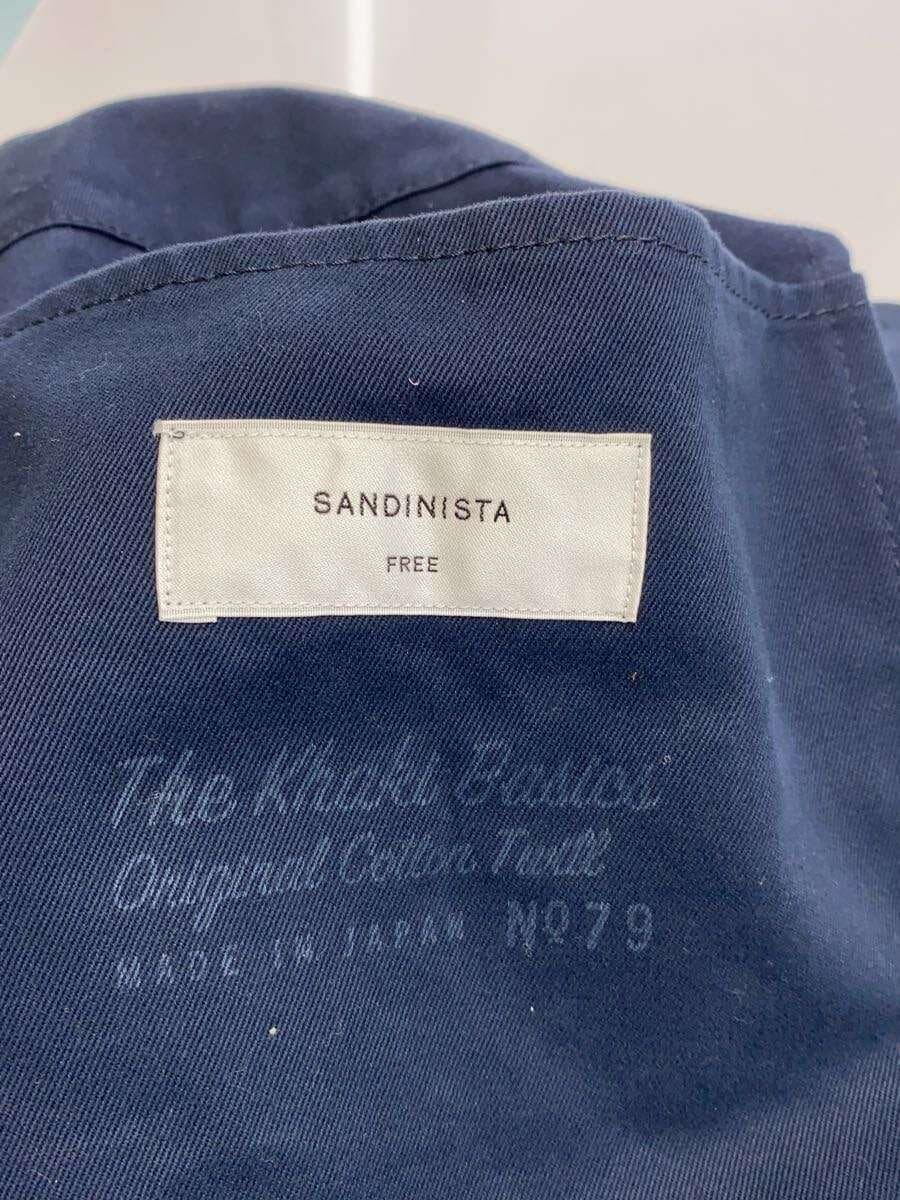 SANDINISTA
FREE
The Khaki Basics
Original Cotton Twill
MADE IN JAPAN Nº79